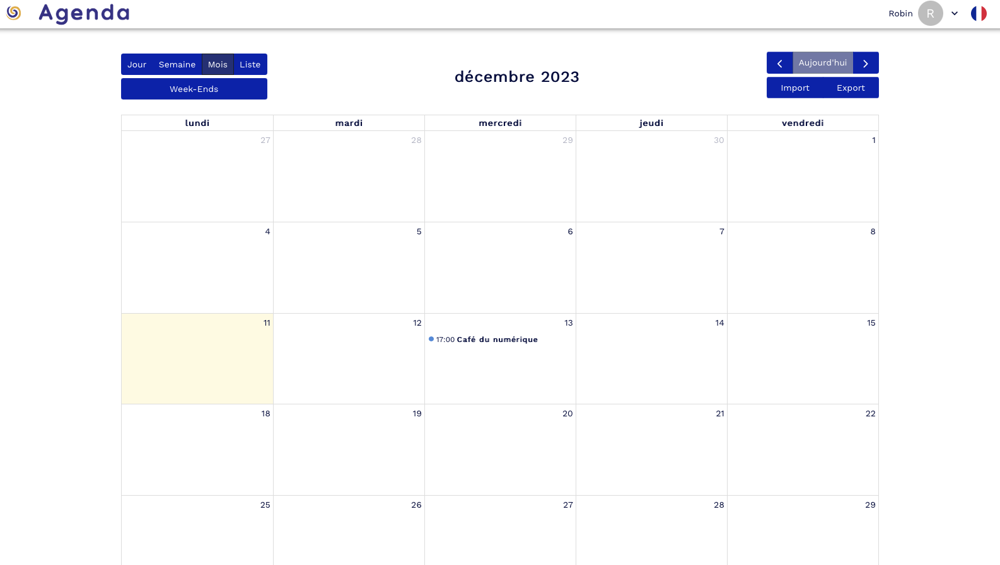 Agenda
Robin R
Jour Semaine Mois Liste
Week-Ends
décembre 2023
Aujourd'hui
Import Export
lundi mardi mercredi jeudi vendredi
27 28 29 30 1
4 5 6 7 8
11 12 13 14 15
17:00 Café du numérique
18 19 20 21 22
25 26 27 28 29